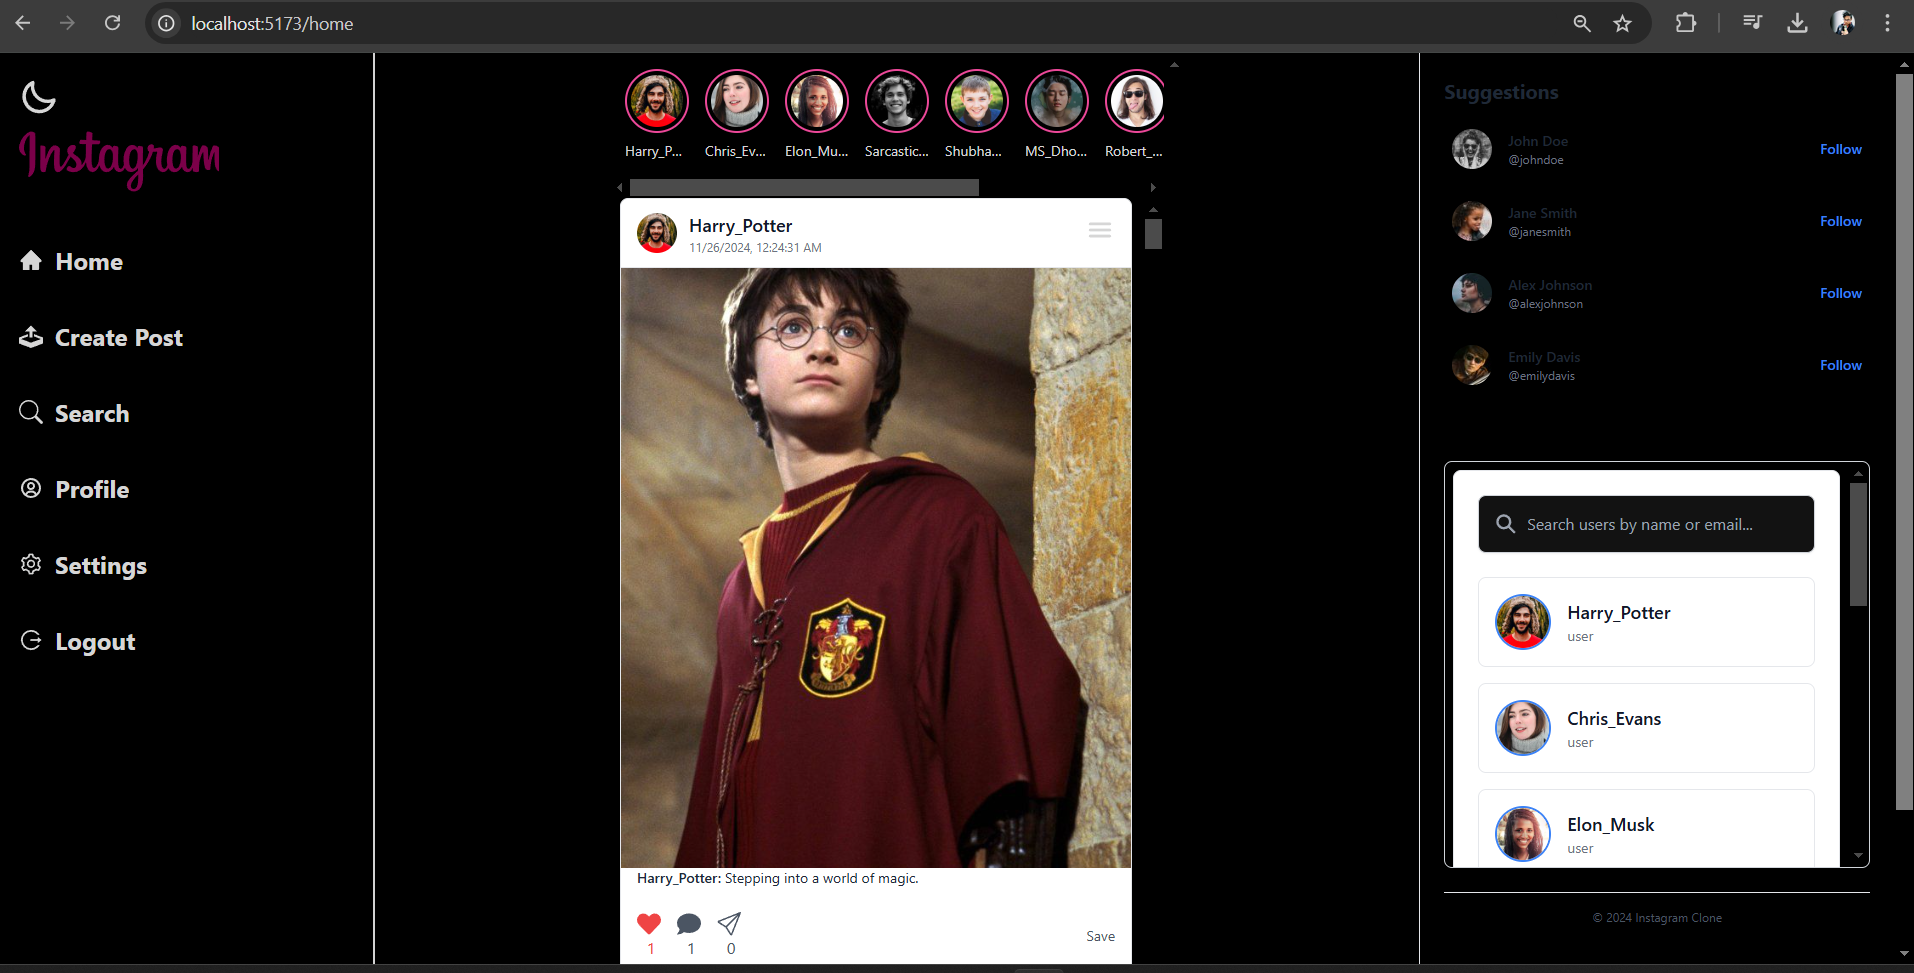 localhost:5173/home
Instagram
Home
Create Post
Search
Profile
Settings
Logout
Harry_P... Chris_Ev... Elon_Mu... Sarcastic... Shubha... MS_Dho... Robert_...
Harry_Potter
11/26/2024, 12:24:31 AM
Harry_Potter: Stepping into a world of magic.
1 1 0
Save
Suggestions
John Doe
@johndoe
Follow
Jane Smith
@janesmith
Follow
Alex Johnson
@alexjohnson
Follow
Emily Davis
@emilydavis
Follow
Search users by name or email...
Harry_Potter
user
Chris_Evans
user
Elon_Musk
user
© 2024 Instagram Clone